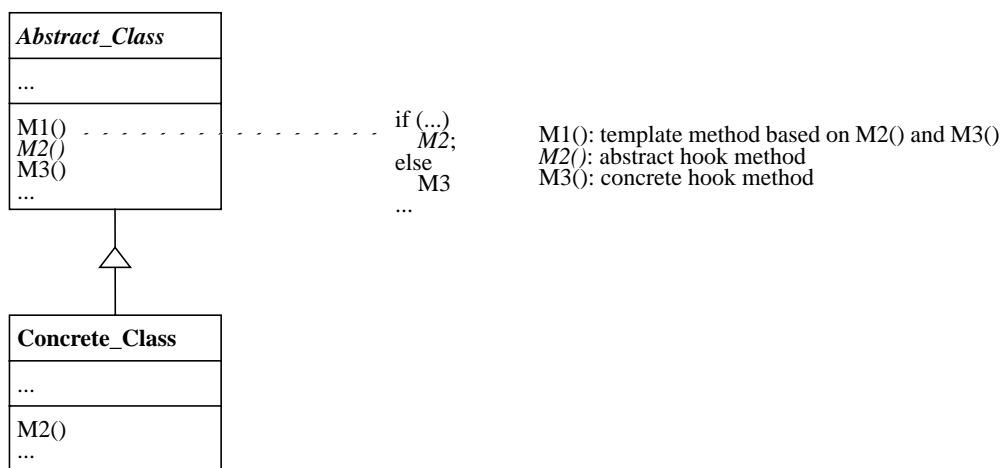 Abstract_Class
...
M1()
M2()
M3()
...
if (...)
M2;
else
M3
...
M1(): template method based on M2() and M3()
M2(): abstract hook method
M3(): concrete hook method
Concrete_Class
...
M2()
...